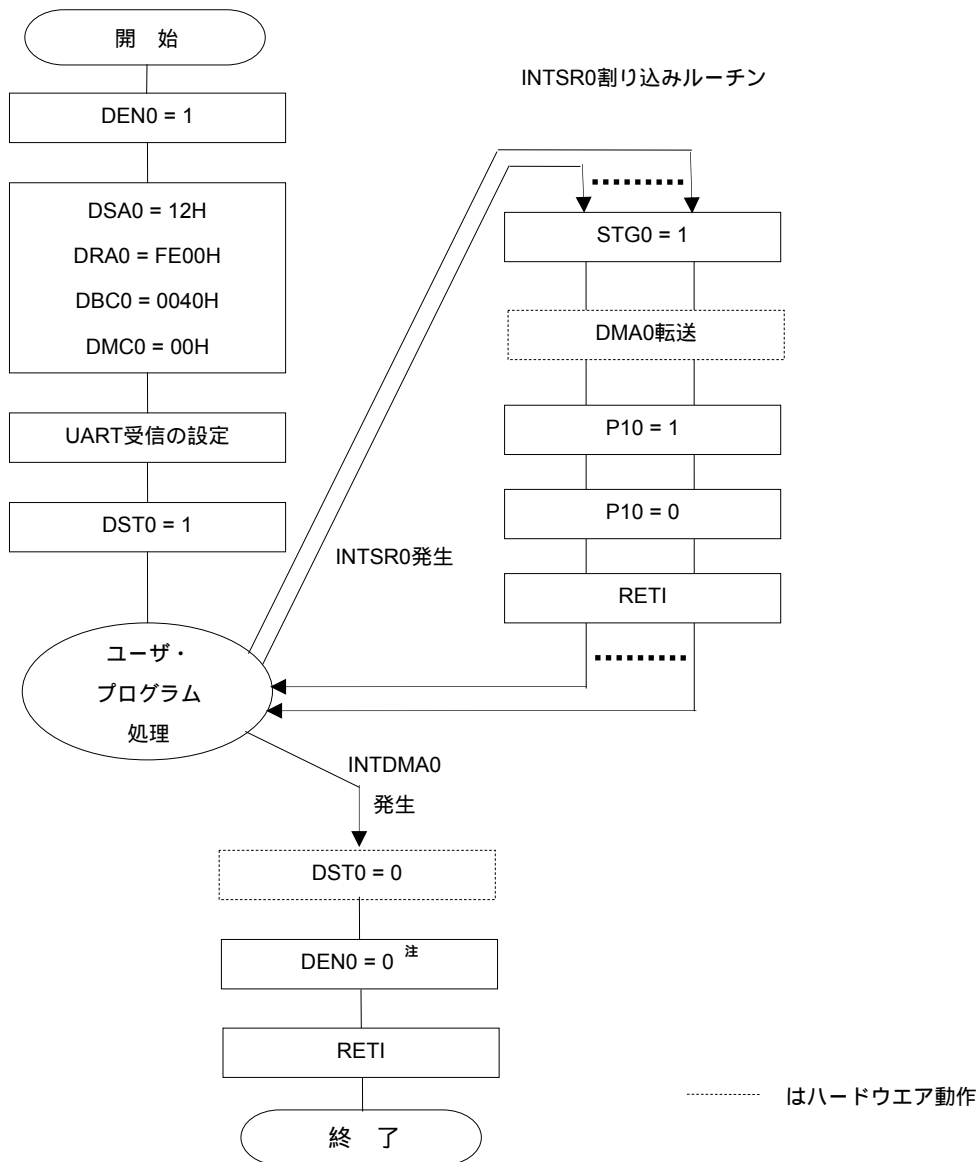 開 始
DEN0 = 1
DSA0 = 12H
DRA0 = FE00H
DBC0 = 0040H
DMC0 = 00H
UART受信の設定
DST0 = 1
ユーザ・
プログラム
処理
INTSR0割り込みルーチン
STG0 = 1
DMA0転送
P10 = 1
P10 = 0
RETI
INTSR0発生
INTDMA0
発生
DST0 = 0
DEN0 = 0 注
RETI
終 了
はハードウエア動作